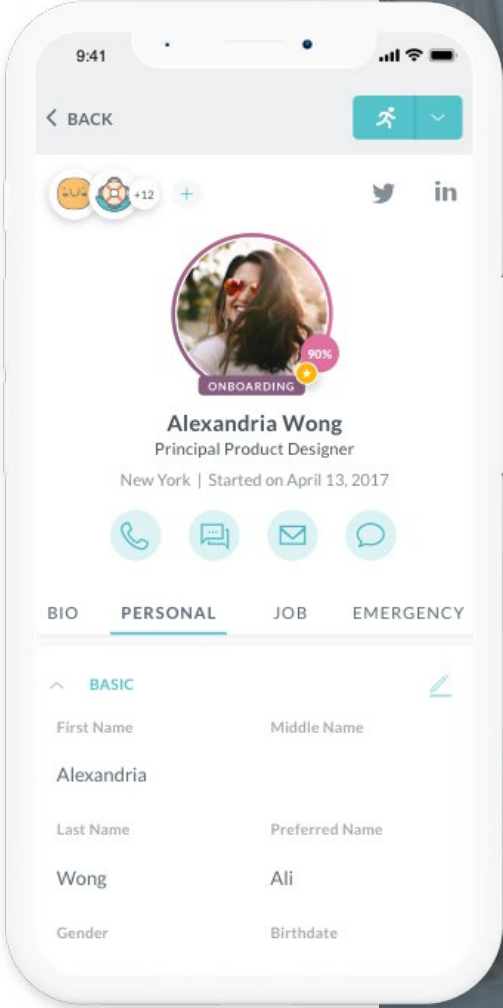 9:41
BACK
+12 +
in
90%
ONBOARDING
Alexandria Wong
Principal Product Designer
New York | Started on April 13, 2017
BIO PERSONAL JOB EMERGENCY
BASIC
First Name Middle Name
Alexandria
Last Name Preferred Name
Wong Ali
Gender Birthdate